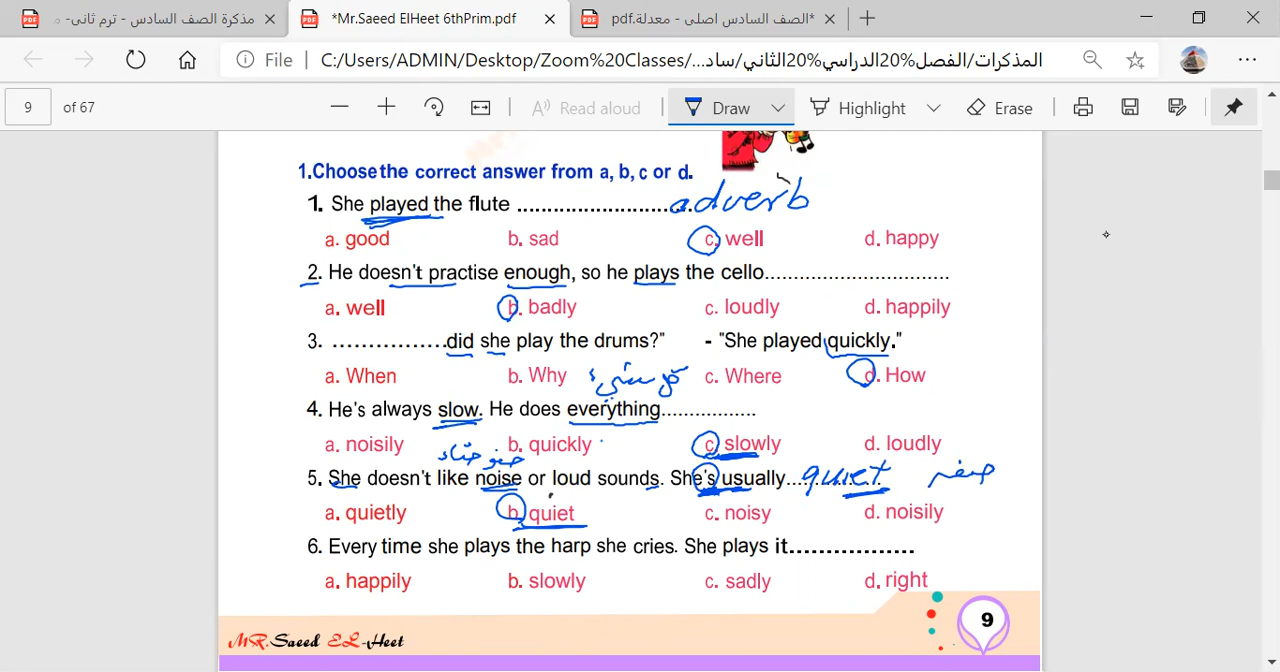 مذكرة الصف السادس - ترم ثانى -
*Mr.Saeed ElHeet 6thPrim.pdf
*الصف السادس اصلى - معدلة.pdf
File C:/Users/ADMIN/Desktop/Zoom%20Classes/المذكرات/الفصل%20الدراسي%20الثاني/ساد...
9 of 67 Read aloud Draw Highlight Erase
1.Choose the correct answer from a, b, c or d.
1. She played the flute ........................... adverb
a. good b. sad c. well d. happy
2. He doesn't practise enough, so he plays the cello.............................
a. well b. badly c. loudly d. happily
3. ................did she play the drums?" - "She played quickly."
a. When b. Why كل شىء c. Where d. How
4. He's always slow. He does everything................
a. noisily b. quickly c. slowly d. loudly
ضوضاء
5. She doesn't like noise or loud sounds. She's usually.... quiet صفة
a. quietly b. quiet c. noisy d. noisily
6. Every time she plays the harp she cries. She plays it..................
a. happily b. slowly c. sadly d. right
MR.Saeed EL-Heet
9